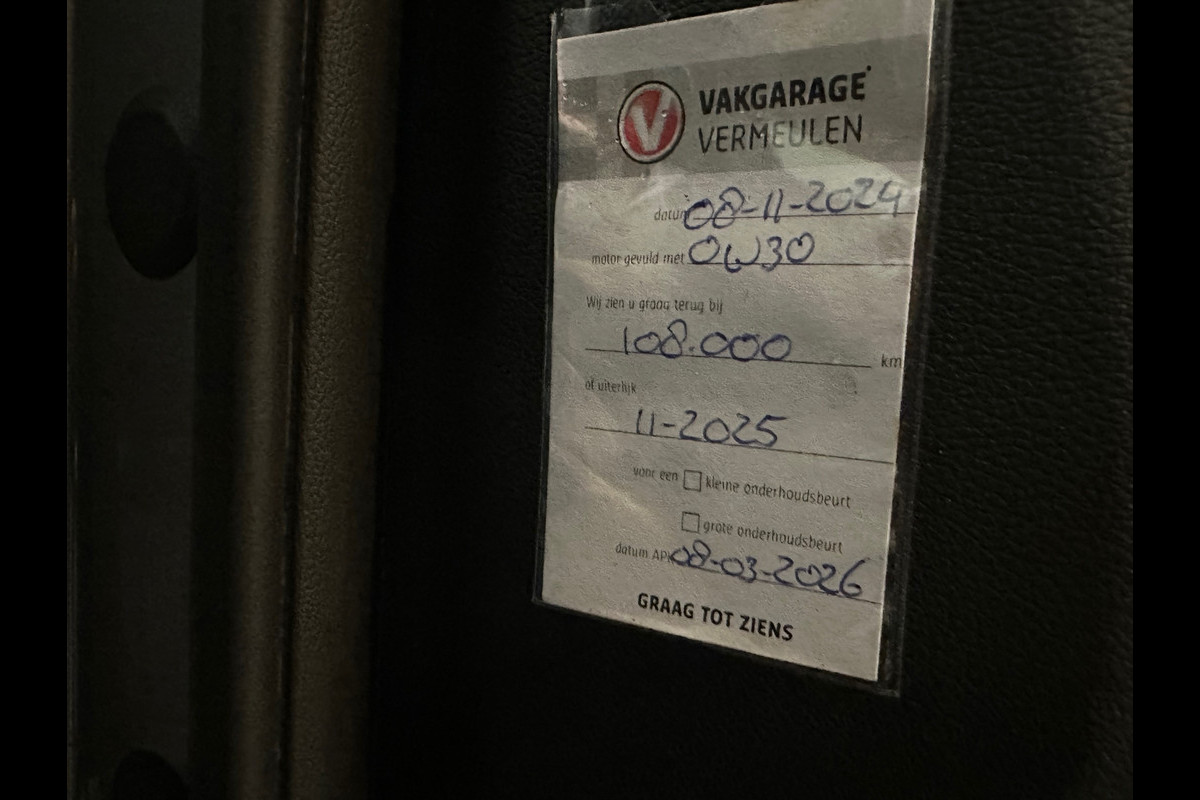 VAKGARAGE
VERMEULEN
datum 08-11-2024
motor gevuld met 0W30
Wij zien u graag terug bij
108.000 km
of uiterlijk
11-2025
voor een kleine onderhoudsbeurt
grote onderhoudsbeurt
datum APK 08-03-2026
GRAAG TOT ZIENS